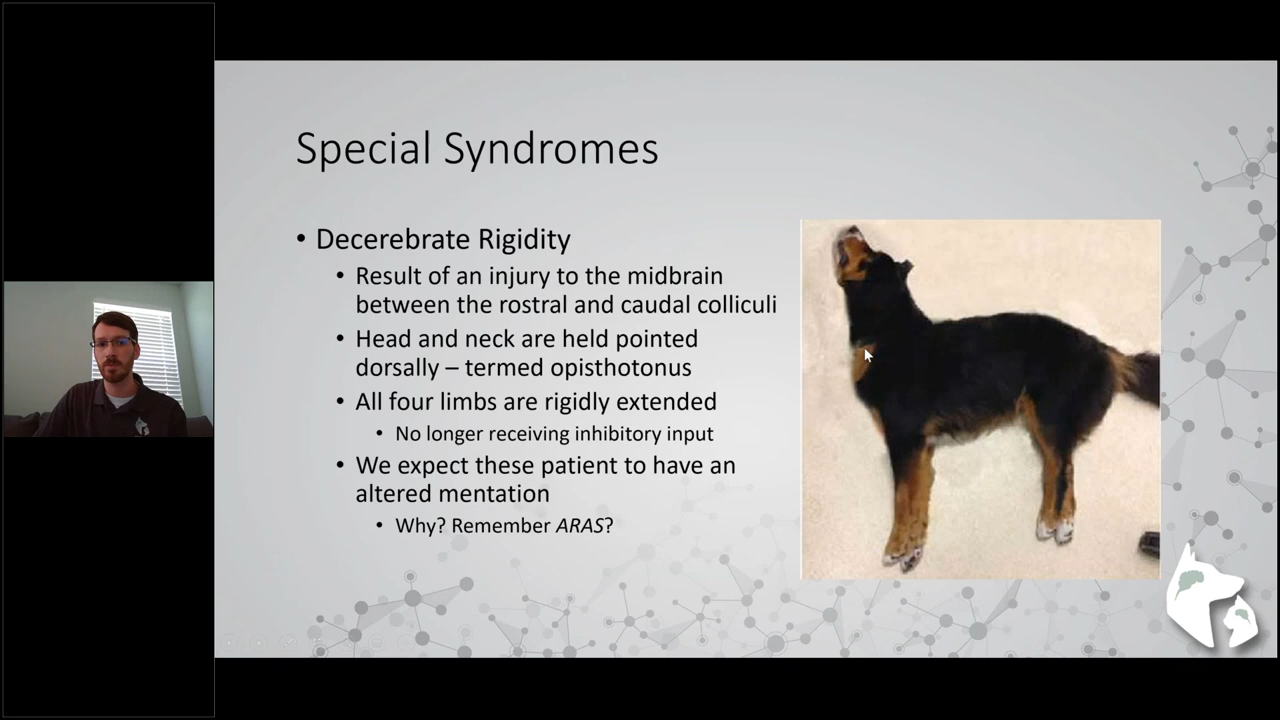 Special Syndromes
• Decerebrate Rigidity
• Result of an injury to the midbrain
between the rostral and caudal colliculi
• Head and neck are held pointed
dorsally – termed opisthotonus
• All four limbs are rigidly extended
• No longer receiving inhibitory input
• We expect these patient to have an
altered mentation
• Why? Remember ARAS?